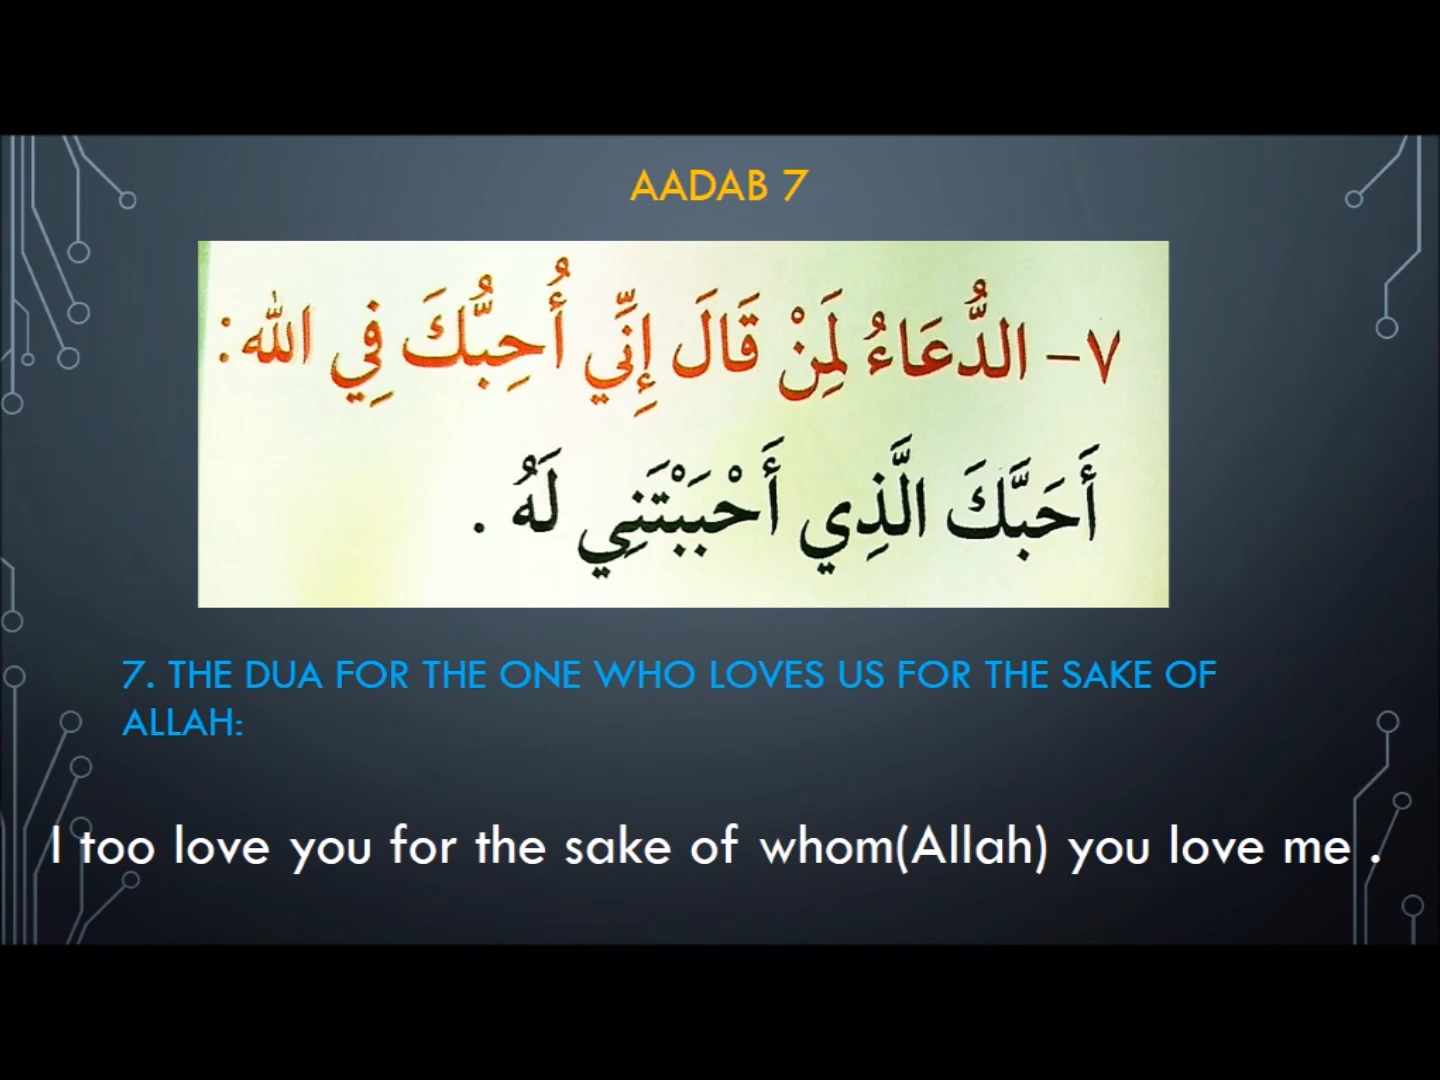 AADAB 7
٧- الدُّعَاءُ لِمَنْ قَالَ إِنِّي أُحِبُّكَ فِي اللّٰه:
أَحَبَّكَ الَّذِي أَحْبَبْتَنِي لَهُ .
7. THE DUA FOR THE ONE WHO LOVES US FOR THE SAKE OF
ALLAH:
I too love you for the sake of whom(Allah) you love me .